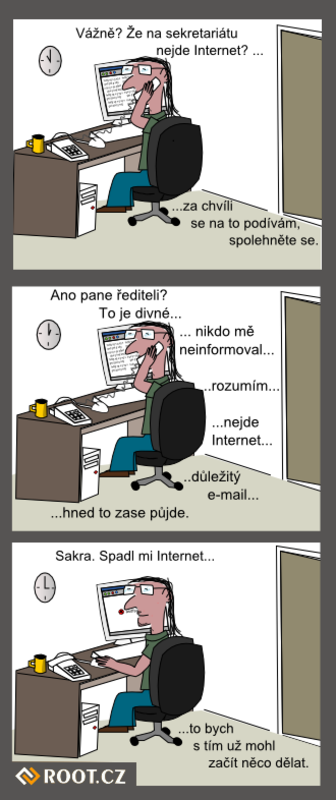 Vážně? Že na sekretariátu
nejde Internet? ...
...za chvíli
se na to podívám,
spolehněte se.
Ano pane řediteli?
To je divné...
... nikdo mě
neinformoval...
..rozumím...
...nejde
Internet...
..důležitý
e-mail...
...hned to zase půjde.
Sakra. Spadl mi Internet...
...to bych
s tím už mohl
začít něco dělat.
ROOT.CZ